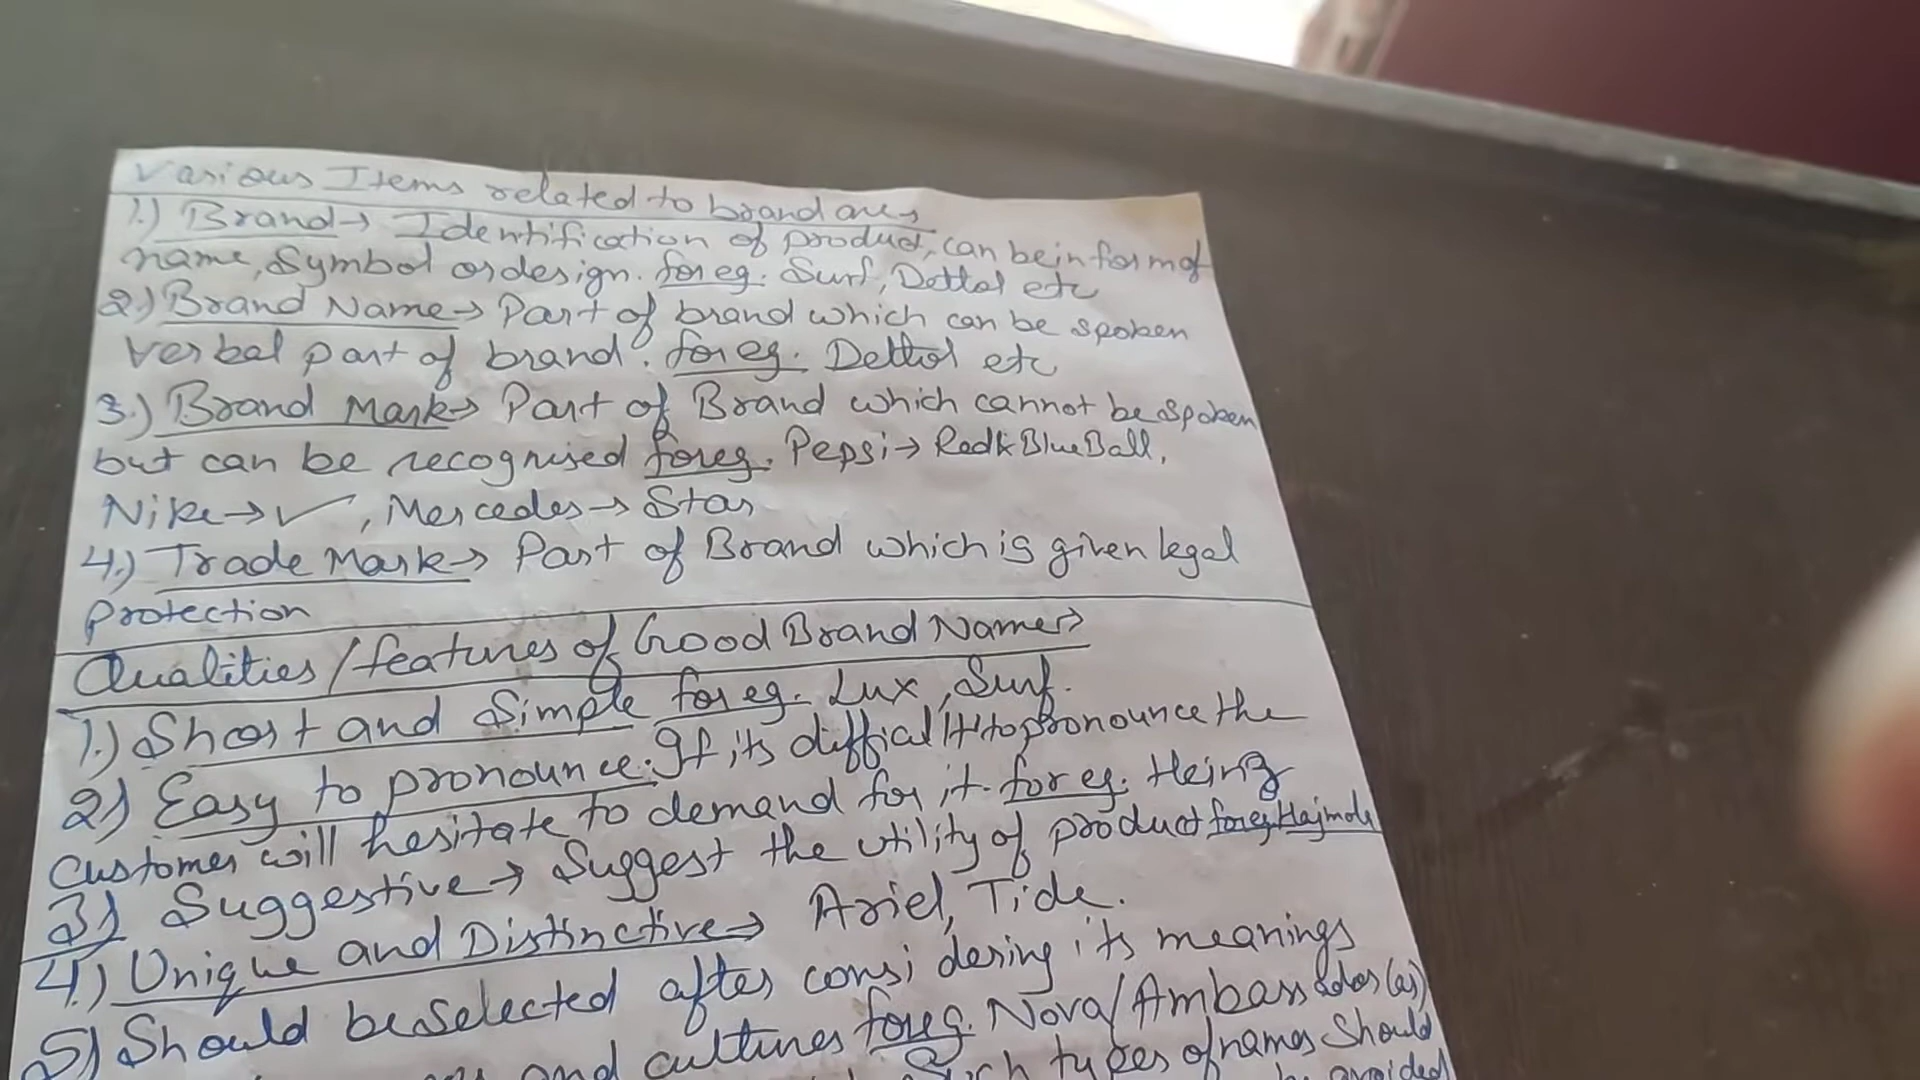 Various Items related to brand are→
1.) Brand→ Identification of product, can be in form of
name, Symbol or design. for eg. Surf, Dettol etc
2.) Brand Name→ Part of brand which can be spoken
Verbal part of brand. for eg. Dettol etc
3.) Brand Mark→ Part of Brand which cannot be spoken
but can be recognised for eg. Pepsi→ Red & Blue Ball,
Nike→ ✓, Mercedes→ Star
4.) Trade Mark→ Part of Brand which is given legal
Protection
Qualities/features of Good Brand Name→
1.) Short and Simple for eg. Lux, Surf.
2) Easy to pronounce. If its difficult to pronounce the
Customer will hesitate to demand for it. for eg. Heinz
3) Suggestive→ Suggest the utility of product for eg Hajmola
4.) Unique and Distinctive→ Ariel, Tide.
5) Should be selected after considering its meanings
and cultures for eg. Nova/Ambassador (as)
Such types of names Should
be avoided